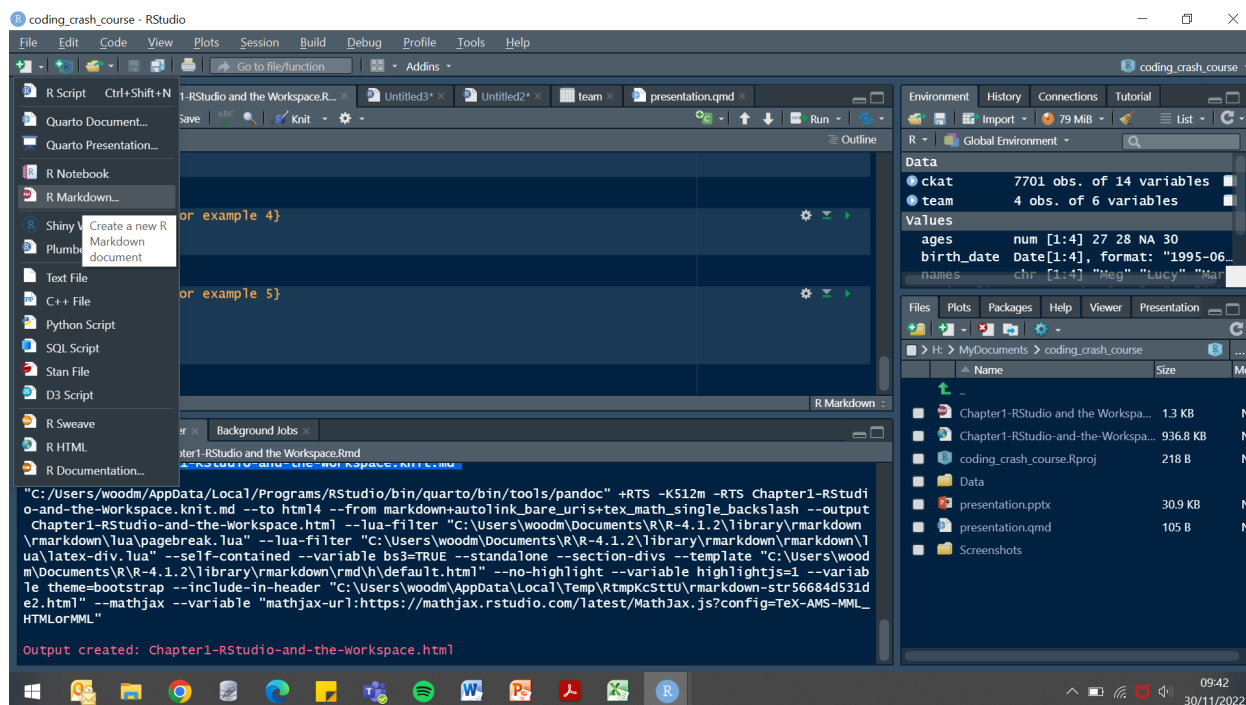 coding_crash_course - RStudio
File Edit Code View Plots Session Build Debug Profile Tools Help
Go to file/function Addins
coding_crash_course
R Script Ctrl+Shift+N
Quarto Document...
Quarto Presentation...
R Notebook
R Markdown...
Shiny
Create a new R
Markdown
document
Text File
C++ File
Python Script
SQL Script
Stan File
D3 Script
R Sweave
R HTML
R Documentation...
1-RStudio and the Workspace.R... Untitled3* Untitled2* team presentation.qmd
Save ABC Knit Run
Outline
or example 4}
or example 5}
R Markdown
Background Jobs
1-RStudio-and-the-Workspace.knit.md
"C:/Users/woodm/AppData/Local/Programs/RStudio/bin/quarto/bin/tools/pandoc" +RTS -K512m -RTS Chapter1-RStudi
o-and-the-Workspace.knit.md --to html4 --from markdown+autolink_bare_uris+tex_math_single_backslash --output
Chapter1-RStudio-and-the-Workspace.html --lua-filter "C:\Users\woodm\Documents\R\R-4.1.2\library\rmarkdown
\rmarkdown\lua\pagebreak.lua" --lua-filter "C:\Users\woodm\Documents\R\R-4.1.2\library\rmarkdown\rmarkdown\l
ua\latex-div.lua" --self-contained --variable bs3=TRUE --standalone --section-divs --template "C:\Users\wood
m\Documents\R\R-4.1.2\library\rmarkdown\rmd\h\default.html" --no-highlight --variable highlightjs=1 --variab
le theme=bootstrap --include-in-header "C:\Users\woodm\AppData\Local\Temp\RtmpKcSttU\rmarkdown-str56684d531d
e2.html" --mathjax --variable "mathjax-url:https://mathjax.rstudio.com/latest/MathJax.js?config=TeX-AMS-MML_
HTMLorMML"
Output created: Chapter1-RStudio-and-the-Workspace.html
Environment History Connections Tutorial
Import 79 MiB List
R Global Environment
Data
ckat 7701 obs. of 14 variables
team 4 obs. of 6 variables
Values
ages num [1:4] 27 28 NA 30
birth_date Date[1:4], format: "1995-06...
names chr [1:4] "Meg" "Lucy" "Mar
Files Plots Packages Help Viewer Presentation
H: MyDocuments coding_crash_course
Name Size
..
Chapter1-RStudio and the Workspa... 1.3 KB
Chapter1-RStudio-and-the-Workspa... 936.8 KB
coding_crash_course.Rproj 218 B
Data
presentation.pptx 30.9 KB
presentation.qmd 105 B
Screenshots
09:42
30/11/2022